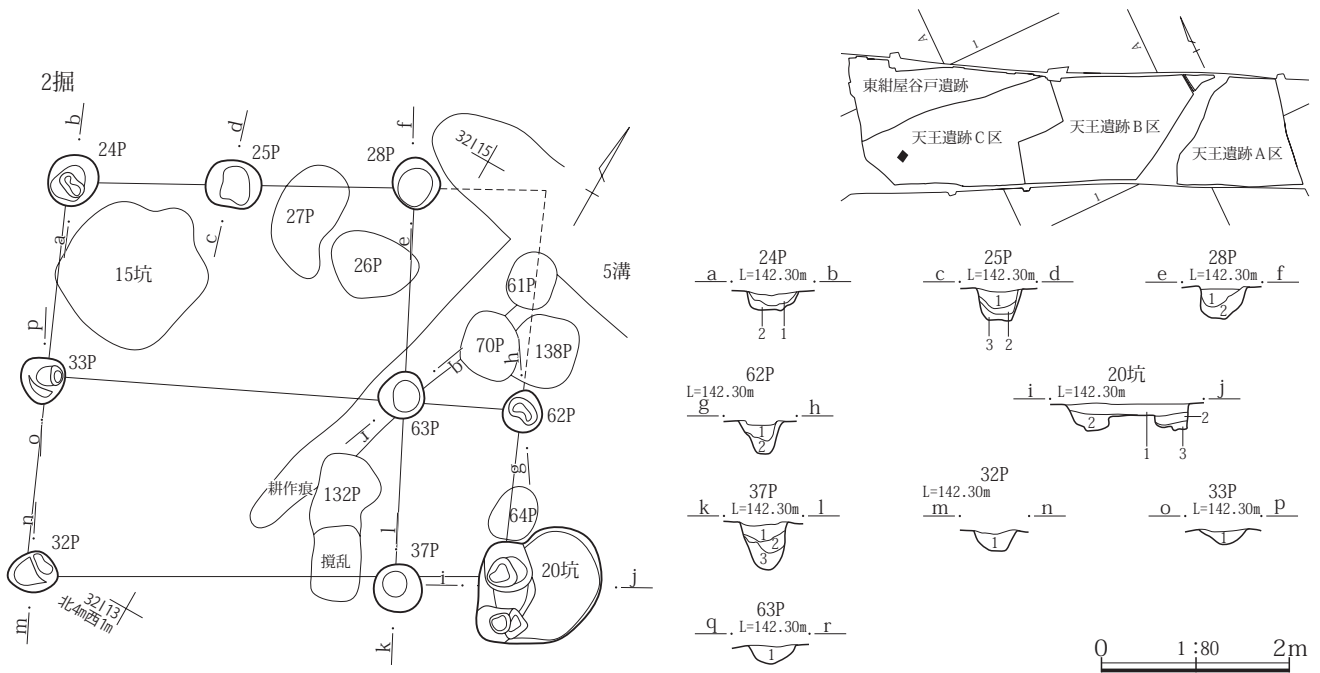 2掘
b
d
f
24P
25P
28P
32I15
27P
26P
a
c
e
15坑
5溝
61P
p
70P
138P
h
b
33P
62P
63P
r
o
g
耕作痕
132P
64P
n
l
32P
37P
撹乱
20坑
i
j
32I13
北4m西1m
m
k
東紺屋谷戸遺跡
天王遺跡C区
天王遺跡B区
天王遺跡A区
A
I
A
I
24P
a L=142.30m b
2 1
25P
c L=142.30m d
1
3 2
28P
e L=142.30m f
1
2
62P
L=142.30m
g h
1
2
20坑
i L=142.30m j
2 2
1 3
37P
k L=142.30m l
1
2
3
32P
L=142.30m
m n
1
33P
o L=142.30m p
1
63P
q L=142.30m r
1
0 1:80 2m